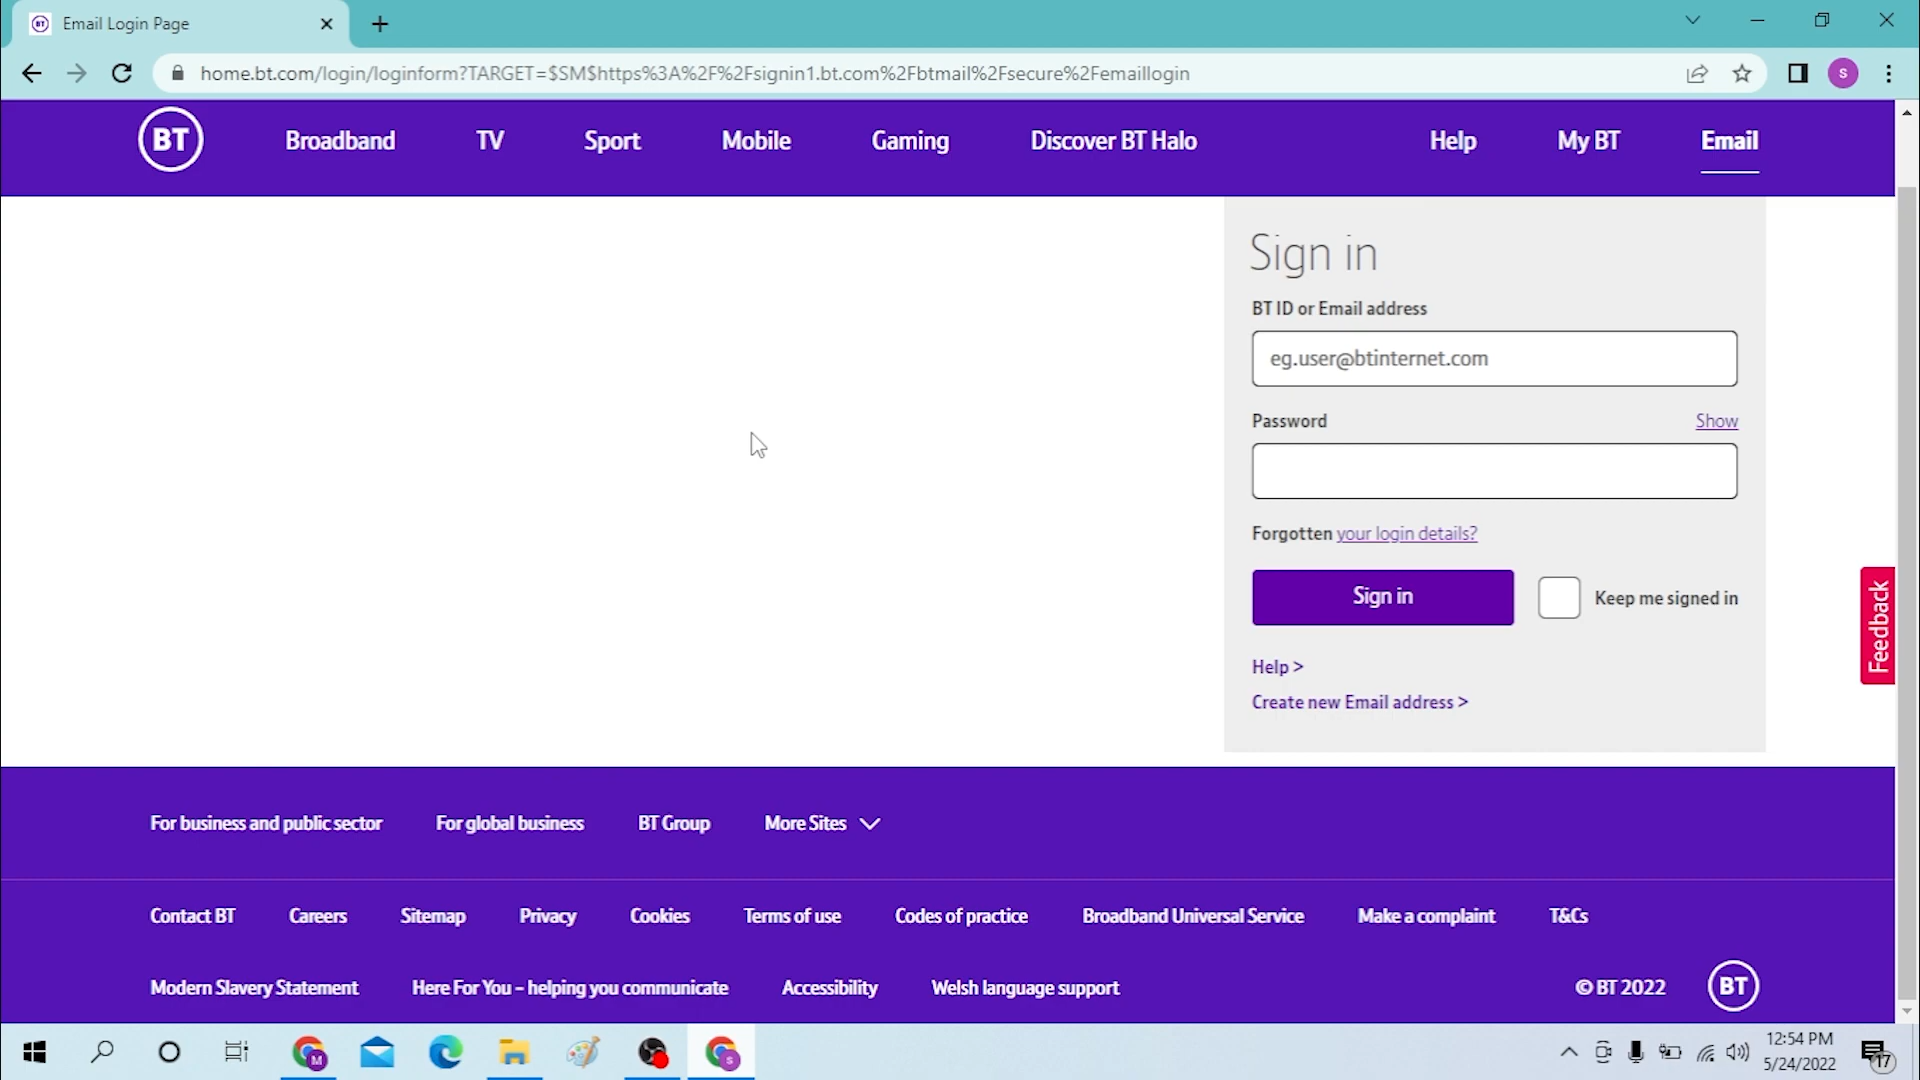 Email Login Page
home.bt.com/login/loginform?TARGET=$SM$https%3A%2F%2Fsignin1.bt.com%2Fbtmail%2Fsecure%2Femaillogin
S
BT Broadband TV Sport Mobile Gaming Discover BT Halo Help My BT Email
Sign in
BT ID or Email address
eg.user@btinternet.com
Password Show
Forgotten your login details?
Sign in Keep me signed in
Help >
Create new Email address >
Feedback
For business and public sector For global business BT Group More Sites
Contact BT Careers Sitemap Privacy Cookies Terms of use Codes of practice Broadband Universal Service Make a complaint T&Cs
Modern Slavery Statement Here For You – helping you communicate Accessibility Welsh language support © BT 2022 BT
M S 12:54 PM
5/24/2022 17